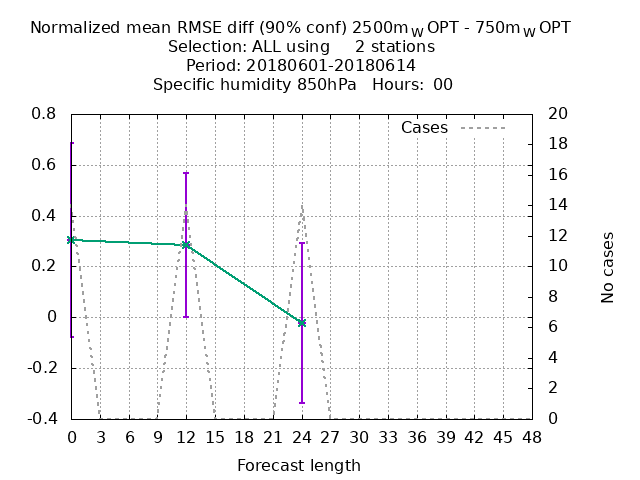 Normalized mean RMSE diff (90% conf) 2500m_W OPT - 750m_W OPT
Selection: ALL using     2 stations
Period: 20180601-20180614
Specific humidity 850hPa   Hours: 00
Cases
0.8
0.6
0.4
0.2
0
-0.2
-0.4
20
18
16
14
12
10
8
6
4
2
0
No cases
0 3 6 9 12 15 18 21 24 27 30 33 36 39 42 45 48
Forecast length